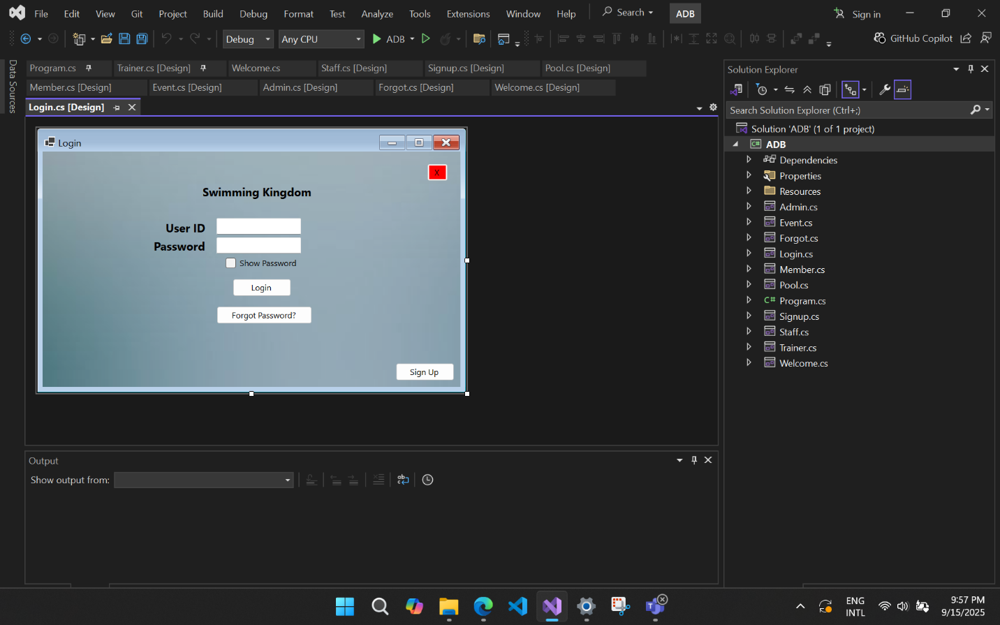 File Edit View Git Project Build Debug Format Test Analyze Tools Extensions Window Help Search ADB Sign in
Debug Any CPU ADB GitHub Copilot
Data Sources
Program.cs Trainer.cs [Design] Welcome.cs Staff.cs [Design] Signup.cs [Design] Pool.cs [Design]
Member.cs [Design] Event.cs [Design] Admin.cs [Design] Forgot.cs [Design] Welcome.cs [Design]
Login.cs [Design]
Login
X
Swimming Kingdom
User ID
Password
Show Password
Login
Forgot Password?
Sign Up
Output
Show output from:
Solution Explorer
Search Solution Explorer (Ctrl+;)
Solution 'ADB' (1 of 1 project)
C# ADB
Dependencies
Properties
Resources
Admin.cs
Event.cs
Forgot.cs
Login.cs
Member.cs
Pool.cs
C# Program.cs
Signup.cs
Staff.cs
Trainer.cs
Welcome.cs
ENG
INTL
9:57 PM
9/15/2025